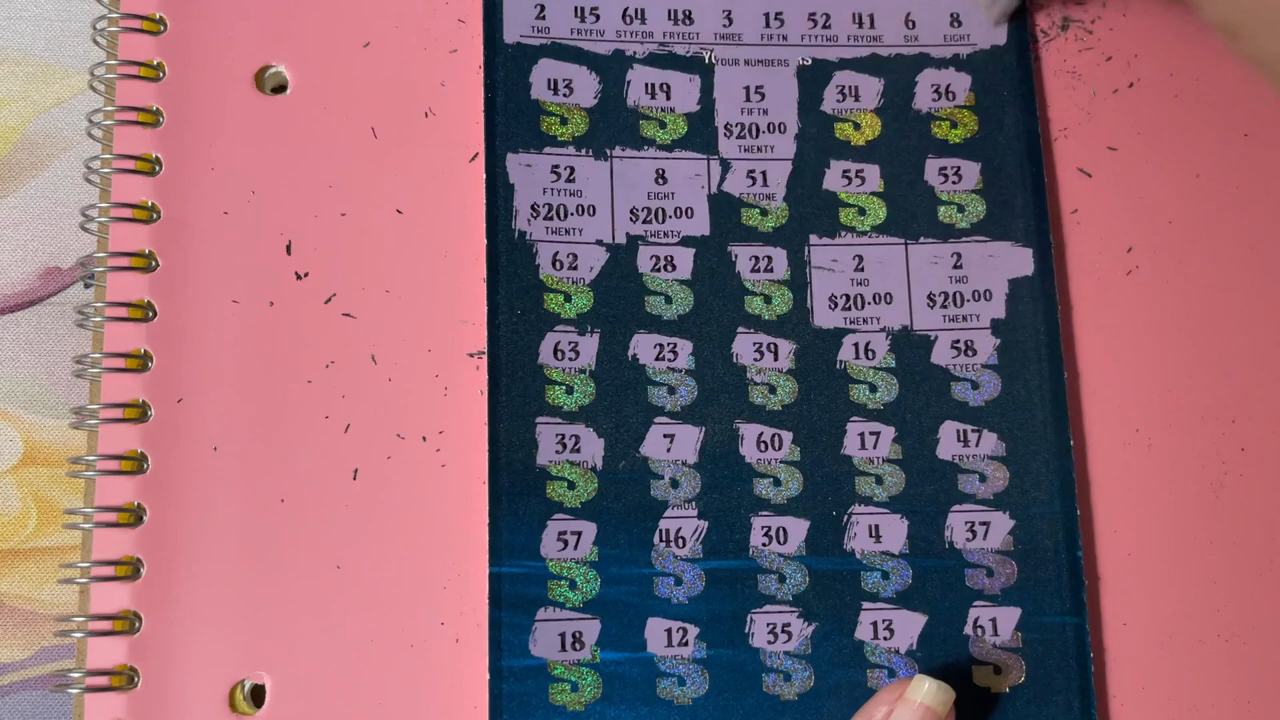 2 45 64 48 3 15 52 41 6 8
TWO FRYFIV STYFOR FRYEGT THREE FIFTN FTYTWO FRYONE SIX EIGHT
YOUR NUMBERS
43 49 15 34 36
FIFTN
$20.00
TWENTY
52 8 51 55 53
FTYTWO EIGHT FTYONE
$20.00 $20.00
TWENTY TWENTY
62 28 22 2 2
TWO TWO
$20.00 $20.00
TWENTY TWENTY
63 23 39 16 58
32 7 60 17 47
57 46 30 4 37
18 12 35 13 61